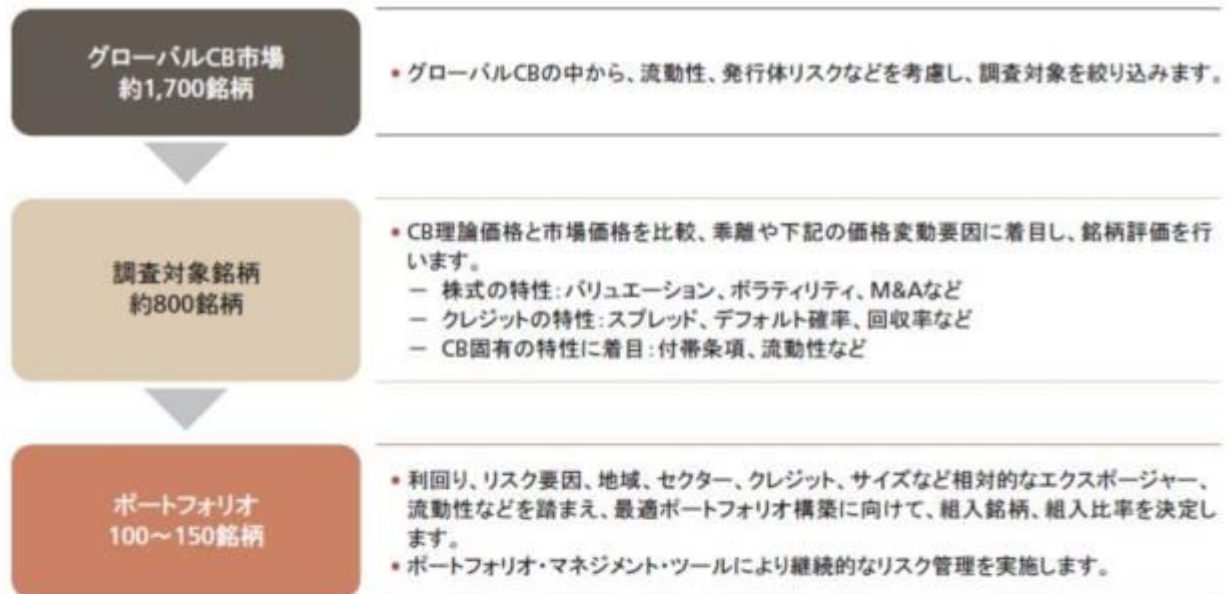 グローバルCB市場
約1,700銘柄
• グローバルCBの中から、流動性、発行体リスクなどを考慮し、調査対象を絞り込みます。
調査対象銘柄
約800銘柄
• CB理論価格と市場価格を比較、乖離や下記の価格変動要因に着目し、銘柄評価を行
います。
― 株式の特性：バリュエーション、ボラティリティ、M&Aなど
― クレジットの特性：スプレッド、デフォルト確率、回収率など
― CB固有の特性に着目：付帯条項、流動性など
ポートフォリオ
100～150銘柄
• 利回り、リスク要因、地域、セクター、クレジット、サイズなど相対的なエクスポージャー、
流動性などを踏まえ、最適ポートフォリオ構築に向けて、組入銘柄、組入比率を決定し
ます。
• ポートフォリオ・マネジメント・ツールにより継続的なリスク管理を実施します。